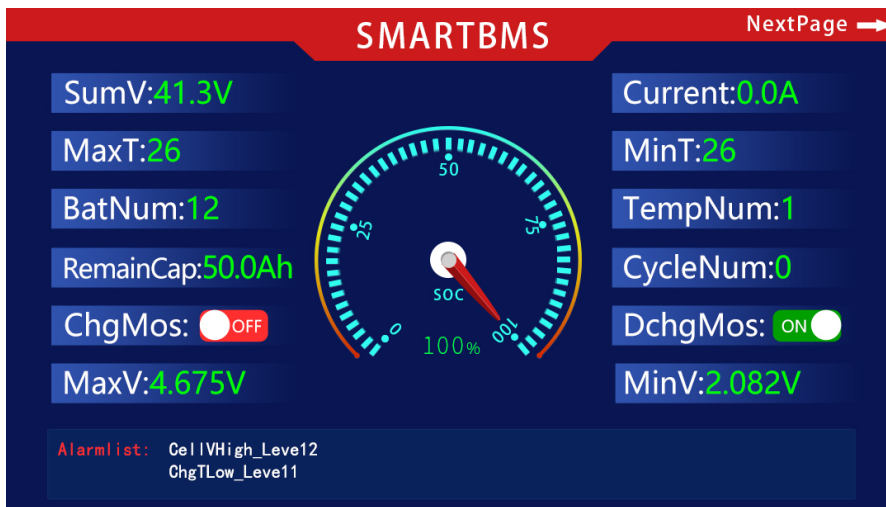 SMARTBMS
NextPage
SumV:41.3V
Current:0.0A
MaxT:26
MinT:26
BatNum:12
TempNum:1
RemainCap:50.0Ah
CycleNum:0
ChgMos: OFF
DchgMos: ON
MaxV:4.675V
MinV:2.082V
0
25
50
75
100
SOC
100%
Alarmlist: CellVHigh_Level2
ChgTLow_Level1